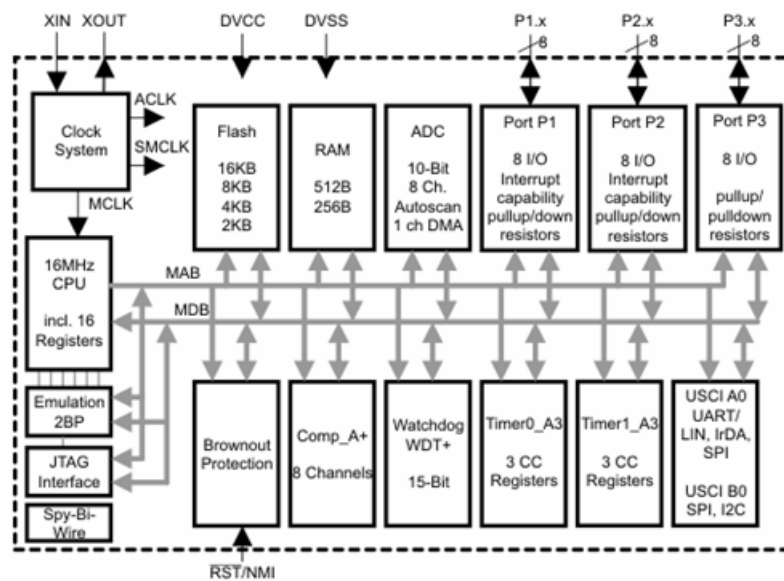 XIN XOUT DVCC DVSS P1.x P2.x P3.x
8 8 8
ACLK
SMCLK
MCLK
Clock
System
Flash
16KB
8KB
4KB
2KB
RAM
512B
256B
ADC
10-Bit
8 Ch.
Autoscan
1 ch DMA
Port P1
8 I/O
Interrupt
capability
pullup/down
resistors
Port P2
8 I/O
Interrupt
capability
pullup/down
resistors
Port P3
8 I/O
pullup/
pulldown
resistors
16MHz
CPU
incl. 16
Registers
MAB
MDB
Emulation
2BP
JTAG
Interface
Spy-Bi-
Wire
Brownout
Protection
Comp_A+
8 Channels
Watchdog
WDT+
15-Bit
Timer0_A3
3 CC
Registers
Timer1_A3
3 CC
Registers
USCI A0
UART/
LIN, IrDA,
SPI
USCI B0
SPI, I2C
RST/NMI